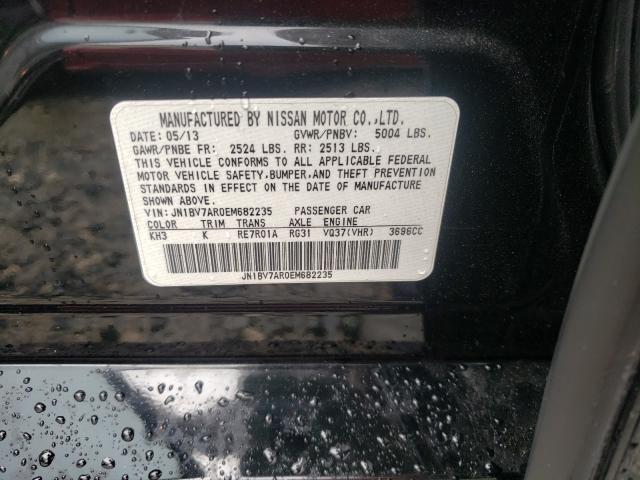 MANUFACTURED BY NISSAN MOTOR CO.,LTD.
DATE: 05/13 GVWR/PNBV: 5004 LBS.
GAWR/PNBE FR: 2524 LBS. RR: 2513 LBS.
THIS VEHICLE CONFORMS TO ALL APPLICABLE FEDERAL
MOTOR VEHICLE SAFETY,BUMPER,AND THEFT PREVENTION
STANDARDS IN EFFECT ON THE DATE OF MANUFACTURE
SHOWN ABOVE.
VIN: JN1BV7AR0EM682235 PASSENGER CAR
COLOR TRIM TRANS AXLE ENGINE
KH3 K RE7R01A RG31 VQ37(VHR) 3696CC
JN1BV7AR0EM682235